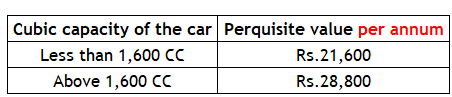 Cubic capacity of the car Perquisite value per annum
Less than 1,600 CC Rs.21,600
Above 1,600 CC Rs.28,800